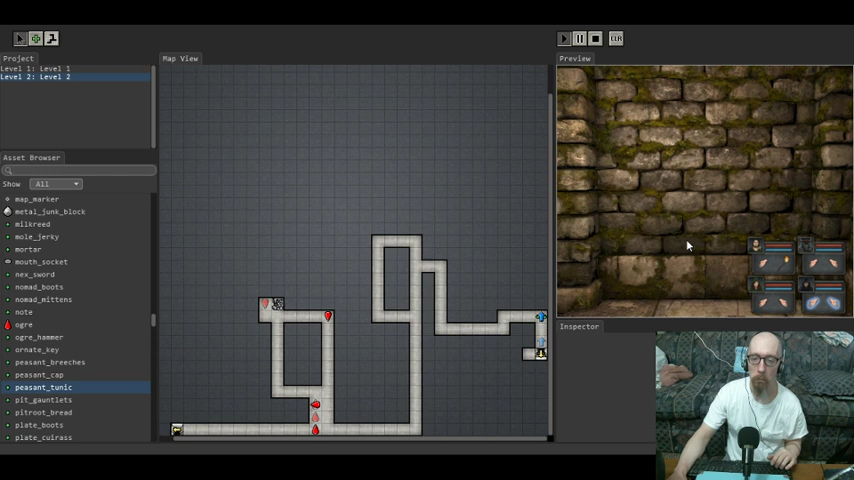 CLR
Project
Map View
Preview
Level 1: Level 1
Level 2: Level 2
Asset Browser
Show
All
map_marker
metal_junk_block
milkreed
mole_jerky
mortar
mouth_socket
nex_sword
nomad_boots
nomad_mittens
note
ogre
ogre_hammer
ornate_key
peasant_breeches
peasant_cap
peasant_tunic
pit_gauntlets
pitroot_bread
plate_boots
plate_cuirass
Inspector